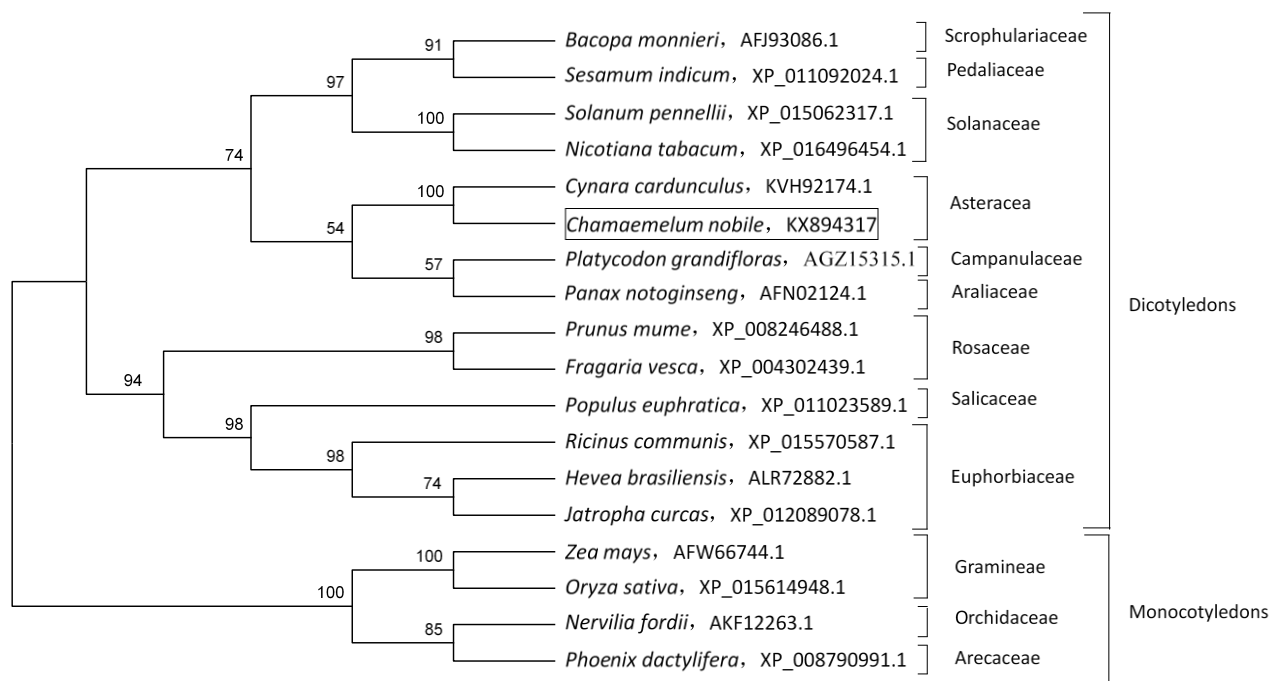 91
Bacopa monnieri, AFJ93086.1
Scrophulariaceae
97
Sesamum indicum, XP_011092024.1
Pedaliaceae
100
Solanum pennellii, XP_015062317.1
Solanaceae
74
Nicotiana tabacum, XP_016496454.1
100
Cynara cardunculus, KVH92174.1
Asteracea
54
Chamaemelum nobile, KX894317
57
Platycodon grandifloras, AGZ15315.1
Campanulaceae
Panax notoginseng, AFN02124.1
Araliaceae
Dicotyledons
98
Prunus mume, XP_008246488.1
Rosaceae
94
Fragaria vesca, XP_004302439.1
98
Populus euphratica, XP_011023589.1
Salicaceae
98
Ricinus communis, XP_015570587.1
74
Hevea brasiliensis, ALR72882.1
Euphorbiaceae
Jatropha curcas, XP_012089078.1
100
Zea mays, AFW66744.1
Gramineae
100
Oryza sativa, XP_015614948.1
85
Nervilia fordii, AKF12263.1
Orchidaceae
Monocotyledons
Phoenix dactylifera, XP_008790991.1
Arecaceae